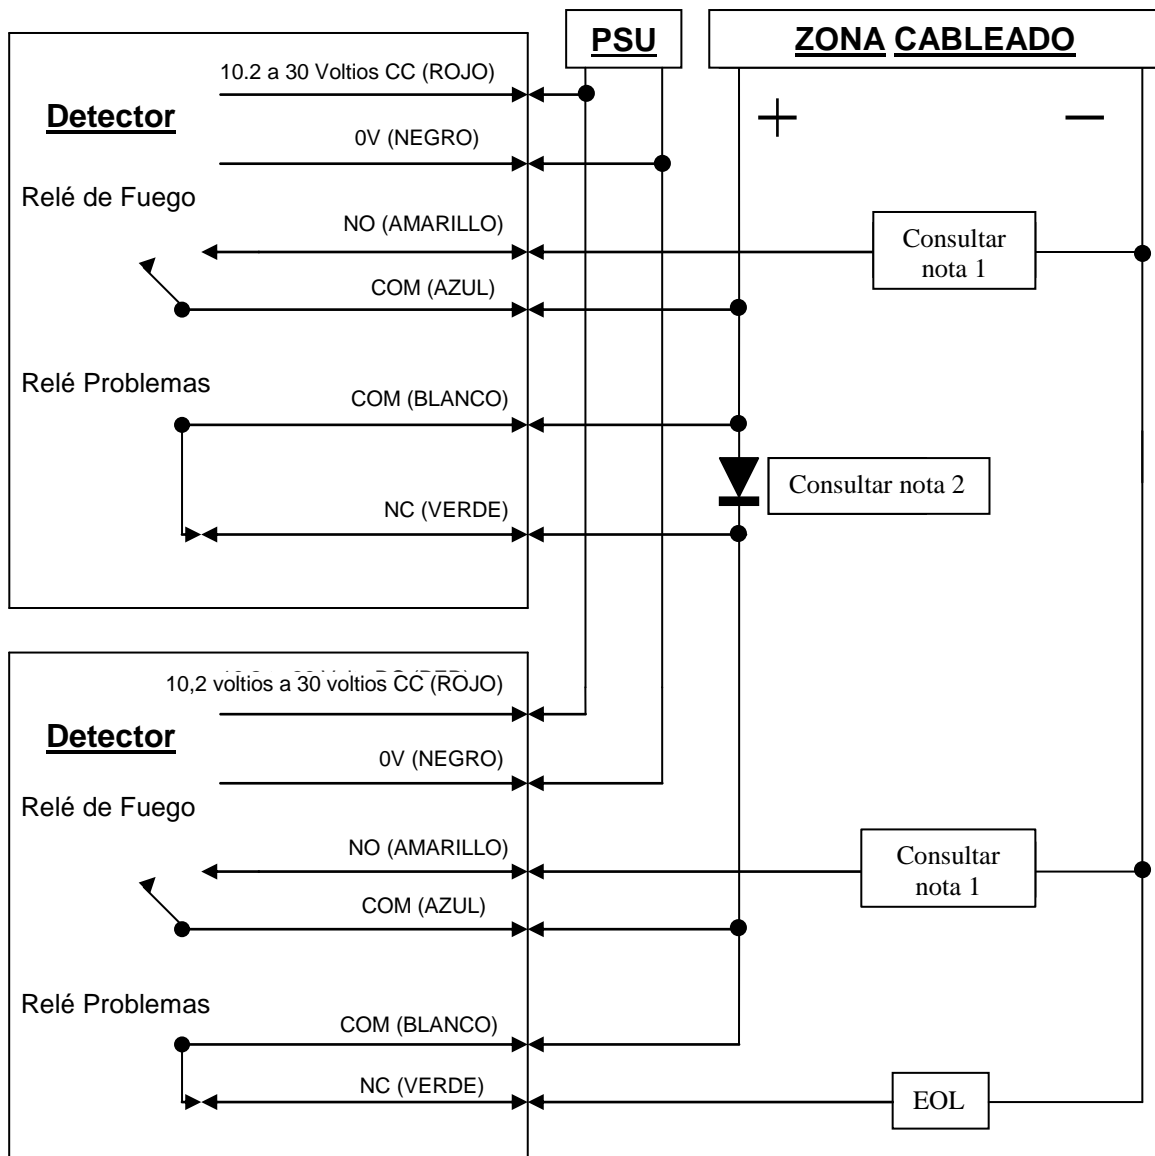 PSU
ZONA CABLEADO
10.2 a 30 Voltios CC (ROJO)
Detector
0V (NEGRO)
Relé de Fuego
NO (AMARILLO)
Consultar
nota 1
COM (AZUL)
Relé Problemas
COM (BLANCO)
Consultar nota 2
NC (VERDE)
10,2 voltios a 30 voltios CC (ROJO)
Detector
0V (NEGRO)
Relé de Fuego
NO (AMARILLO)
Consultar
nota 1
COM (AZUL)
Relé Problemas
COM (BLANCO)
NC (VERDE)
EOL